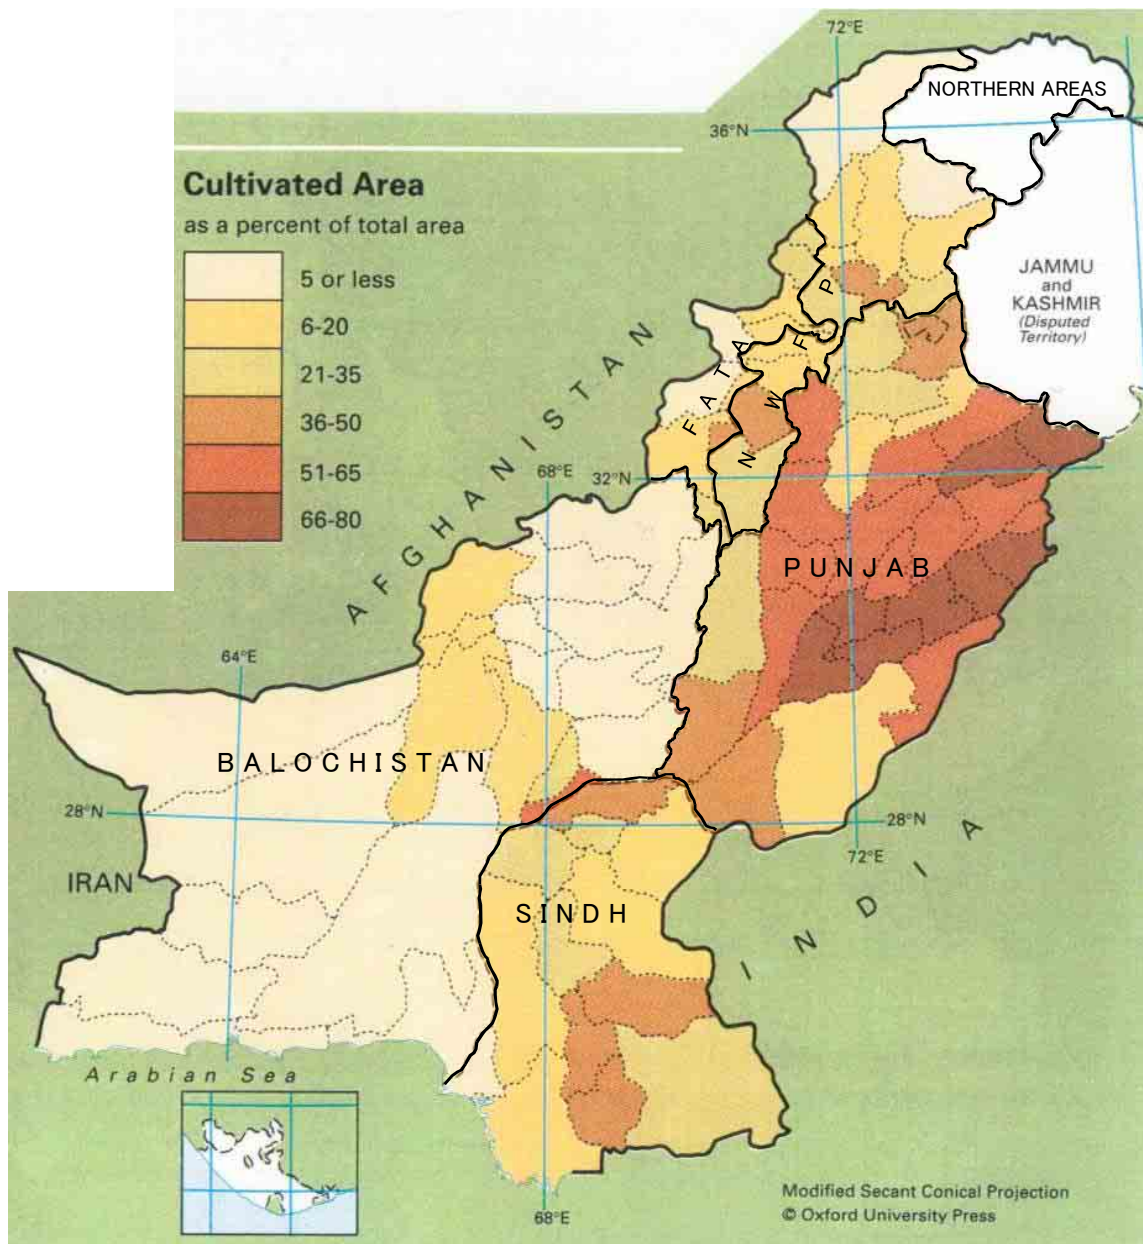 72°E
NORTHERN AREAS
36°N
Cultivated Area
as a percent of total area
5 or less
6-20
21-35
36-50
51-65
66-80
JAMMU
and
KASHMIR
(Disputed
Territory)
N W F P
F A T A
AFGHANISTAN
68°E
32°N
PUNJAB
64°E
BALOCHISTAN
28°N
28°N
72°E
IRAN
SINDH
INDIA
Arabian Sea
68°E
Modified Secant Conical Projection
© Oxford University Press